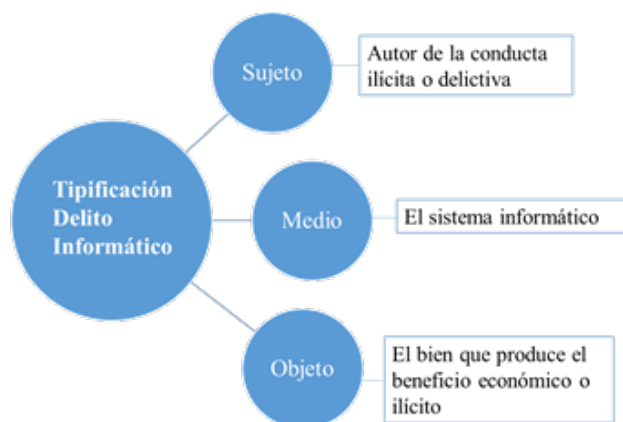 Sujeto
Autor de la conducta
ilícita o delictiva
Tipificación
Delito
Informático
Medio
El sistema informático
Objeto
El bien que produce el
beneficio económico o
ilícito